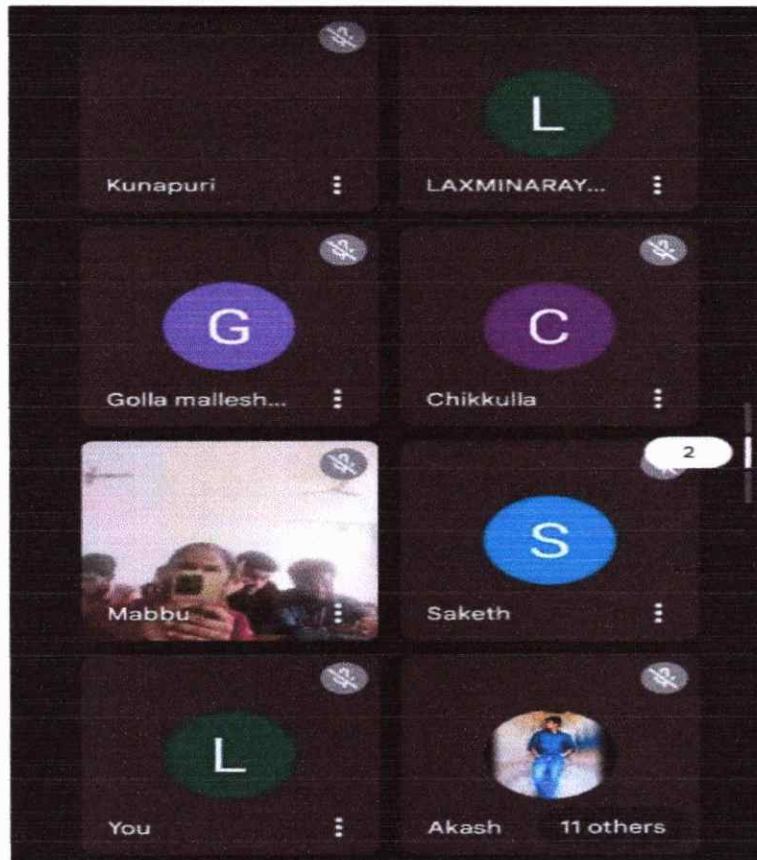 Kunapuri
L
LAXMINARAY...
G
Golla mallesh...
C
Chikkulla
2
Mabbu
S
Saketh
L
You
Akash
11 others